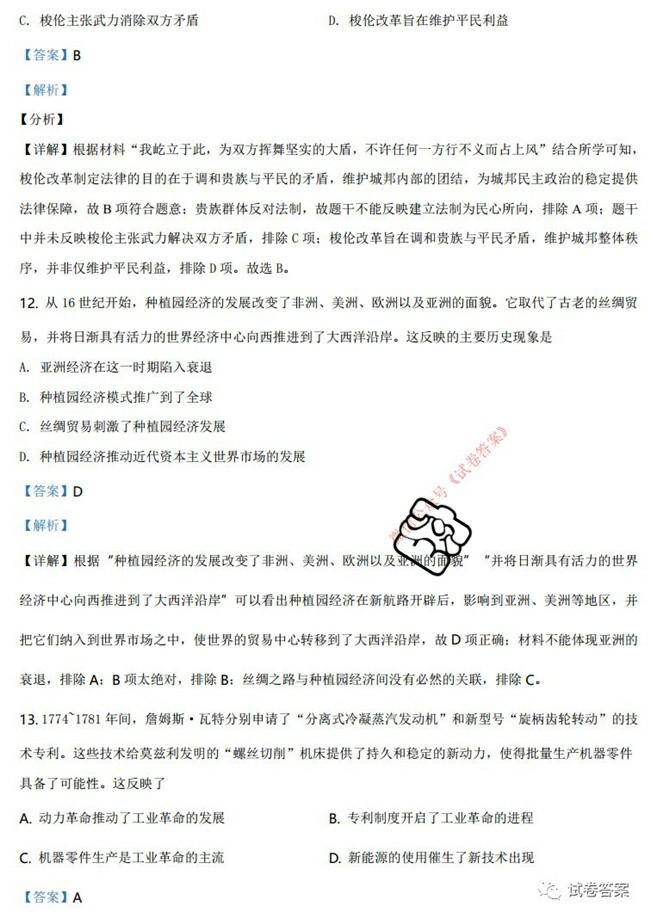 C. 梭伦主张武力消除双方矛盾 D. 梭伦改革旨在维护平民利益
【答案】B
【解析】
【分析】
【详解】根据材料“我屹立于此，为双方挥舞坚实的大盾，不许任何一方行不义而占上风”结合所学可知，
梭伦改革制定法律的目的在于调和贵族与平民的矛盾，维护城邦内部的团结，为城邦民主政治的稳定提供
法律保障，故 B 项符合题意；贵族群体反对法制，故题干不能反映建立法制为民心所向，排除 A 项；题干
中并未反映梭伦主张武力解决双方矛盾，排除 C 项；梭伦改革旨在调和贵族与平民矛盾，维护城邦整体秩
序，并非仅维护平民利益，排除 D 项。故选 B。
12. 从 16 世纪开始，种植园经济的发展改变了非洲、美洲、欧洲以及亚洲的面貌。它取代了古老的丝绸贸
易，并将日渐具有活力的世界经济中心向西推进到了大西洋沿岸。这反映的主要历史现象是
A. 亚洲经济在这一时期陷入衰退
B. 种植园经济模式推广到了全球
C. 丝绸贸易刺激了种植园经济发展
D. 种植园经济推动近代资本主义世界市场的发展
《试卷答案》
【答案】D
【解析】
【详解】根据“种植园经济的发展改变了非洲、美洲、欧洲以及亚洲的面貌”“并将日渐具有活力的世界
经济中心向西推进到了大西洋沿岸”可以看出种植园经济在新航路开辟后，影响到亚洲、美洲等地区，并
把它们纳入到世界市场之中，使世界的贸易中心转移到了大西洋沿岸，故 D 项正确；材料不能体现亚洲的
衰退，排除 A；B 项太绝对，排除 B；丝绸之路与种植园经济间没有必然的关联，排除 C。
13. 1774~1781 年间，詹姆斯·瓦特分别申请了“分离式冷凝蒸汽发动机”和新型号“旋柄齿轮转动”的技
术专利。这些技术给莫兹利发明的“螺丝切削”机床提供了持久和稳定的新动力，使得批量生产机器零件
具备了可能性。这反映了
A. 动力革命推动了工业革命的发展 B. 专利制度开启了工业革命的进程
C. 机器零件生产是工业革命的主流 D. 新能源的使用催生了新技术出现
【答案】A
试卷答案